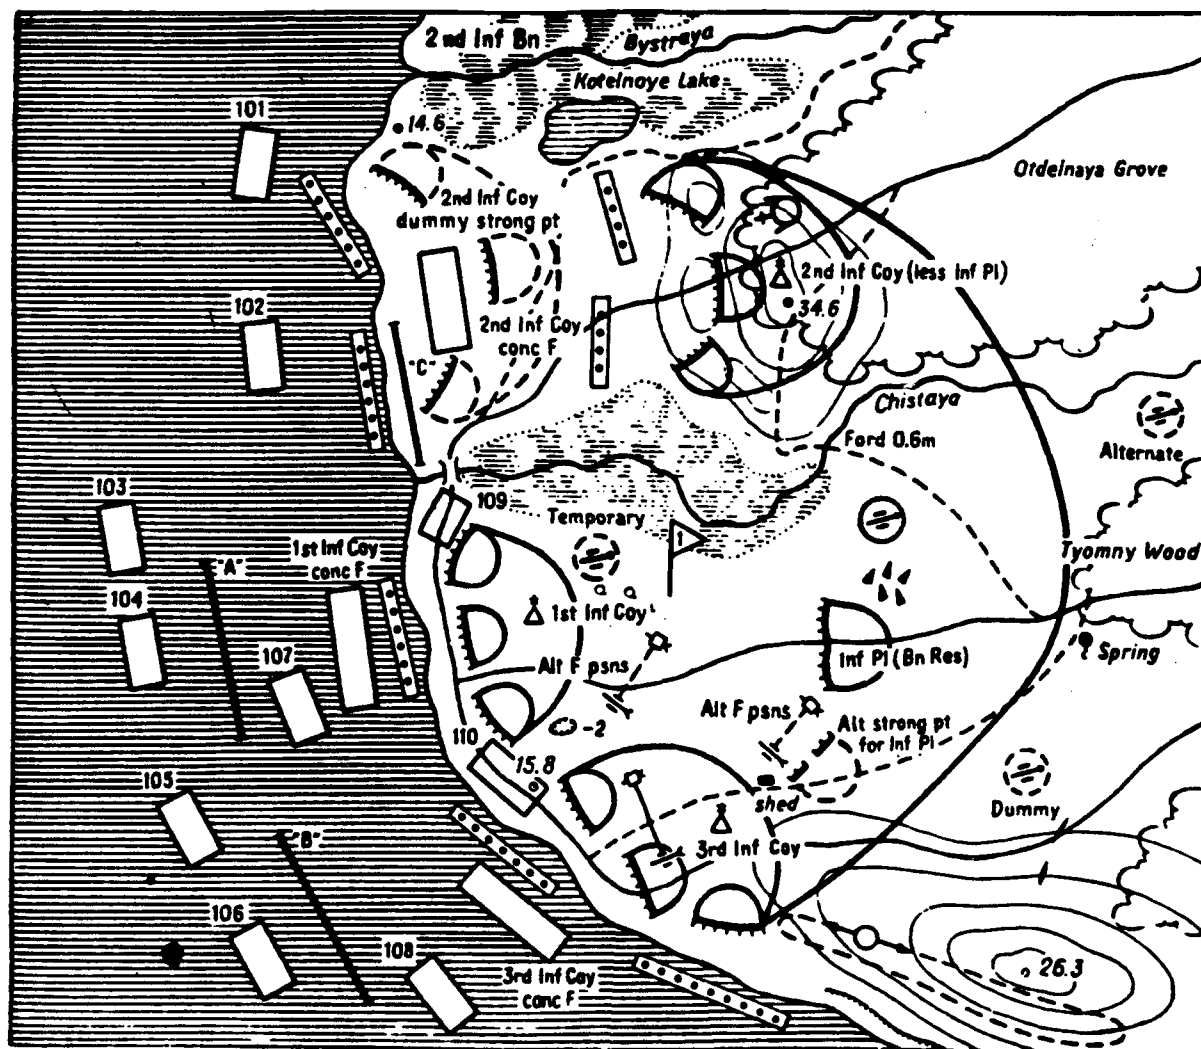 2nd Inf Bn
Bystraya
Kotelnoye Lake
101
14.6
Otdelnaya Grove
2nd Inf Coy
dummy strong pt
2nd Inf Coy (less Inf Pl)
34.6
102
2nd Inf Coy
conc F
"C"
Chistaya
Ford 0.6m
Alternate
103
109
Temporary
1
1st Inf Coy
conc F
"A"
Tyomny Wood
104
1st Inf Coy
107
Inf Pl (Bn Res)
Spring
Alt F psns
Alt F psns
110
-2
Alt strong pt
for Inf Pl
15.8
105
shed
Dummy
"B"
3rd Inf Coy
106
108
26.3
3rd Inf Coy
conc F